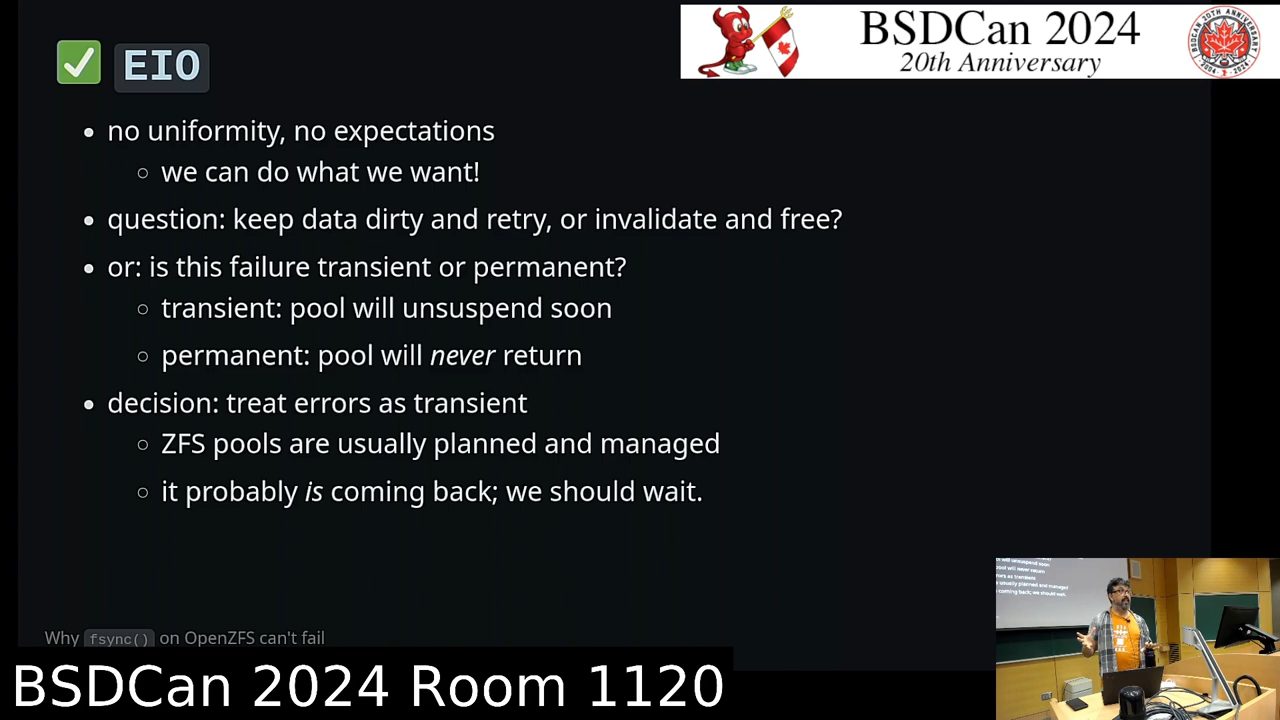 BSDCan 2024
20th Anniversary
✅ EIO
• no uniformity, no expectations
○ we can do what we want!
• question: keep data dirty and retry, or invalidate and free?
• or: is this failure transient or permanent?
○ transient: pool will unsuspend soon
○ permanent: pool will never return
• decision: treat errors as transient
○ ZFS pools are usually planned and managed
○ it probably is coming back; we should wait.
Why fsync() on OpenZFS can't fail
BSDCan 2024 Room 1120